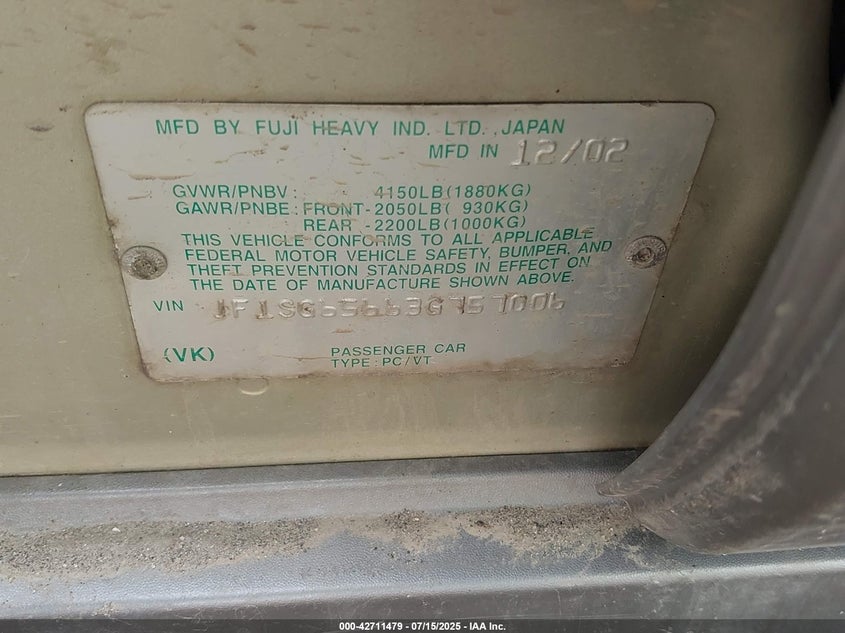 MFD BY FUJI HEAVY IND. LTD. JAPAN
MFD IN 12/02
GVWR/PNBV : 4150LB(1880KG)
GAWR/PNBE : FRONT-2050LB( 930KG)
REAR -2200LB(1000KG)
THIS VEHICLE CONFORMS TO ALL APPLICABLE
FEDERAL MOTOR VEHICLE SAFETY, BUMPER, AND
THEFT PREVENTION STANDARDS IN EFFECT ON
THE DATE OF MANUFACTURE SHOWN ABOVE.
VIN JF1SG65663G757006
(VK) PASSENGER CAR
TYPE : PC/VT
000-42711479 - 07/15/2025 - IAA Inc.